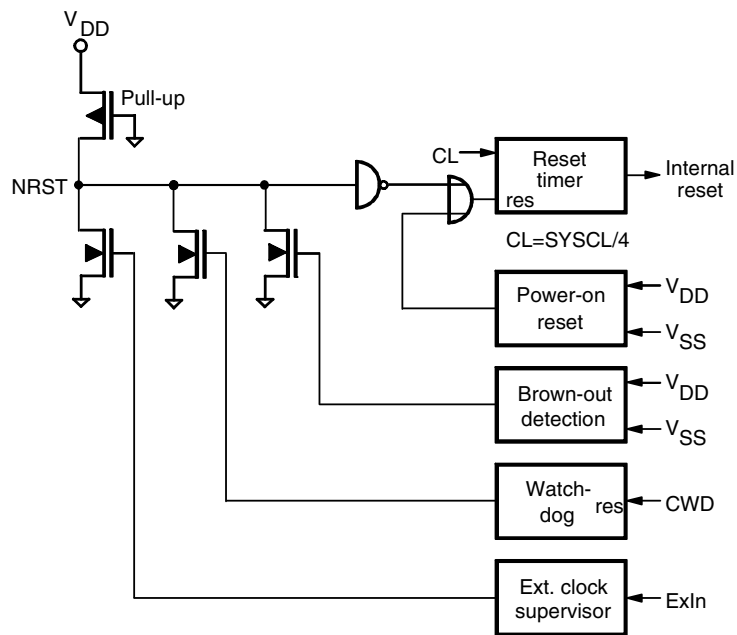 VDD
Pull-up
NRST
CL
Reset
timer
res
Internal
reset
CL=SYSCL/4
Power-on
reset
VDD
VSS
Brown-out
detection
VDD
VSS
Watch-
dog
res
CWD
Ext. clock
supervisor
ExIn